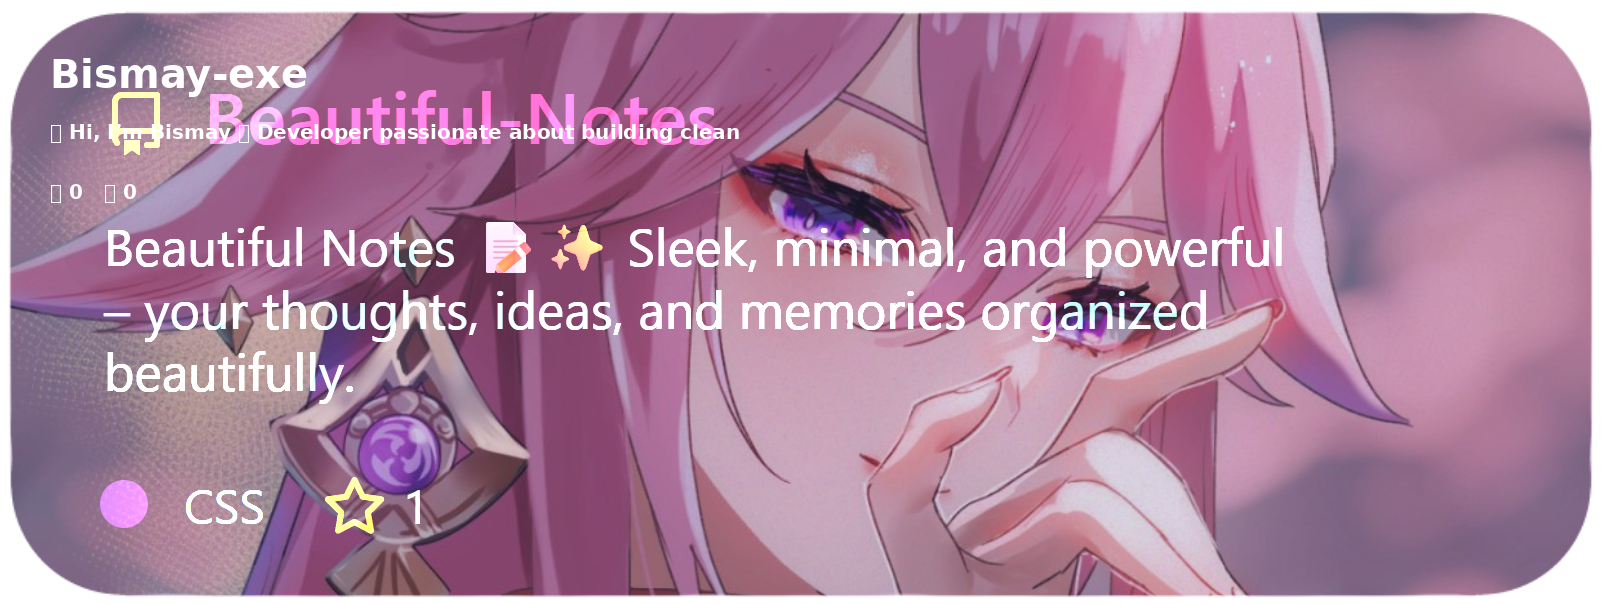 Bismay-exe
Beautiful-Notes
Hi, I'm Bismay Developer passionate about building clean
0 0
Beautiful Notes 📝✨ Sleek, minimal, and powerful
– your thoughts, ideas, and memories organized
beautifully.
CSS 1